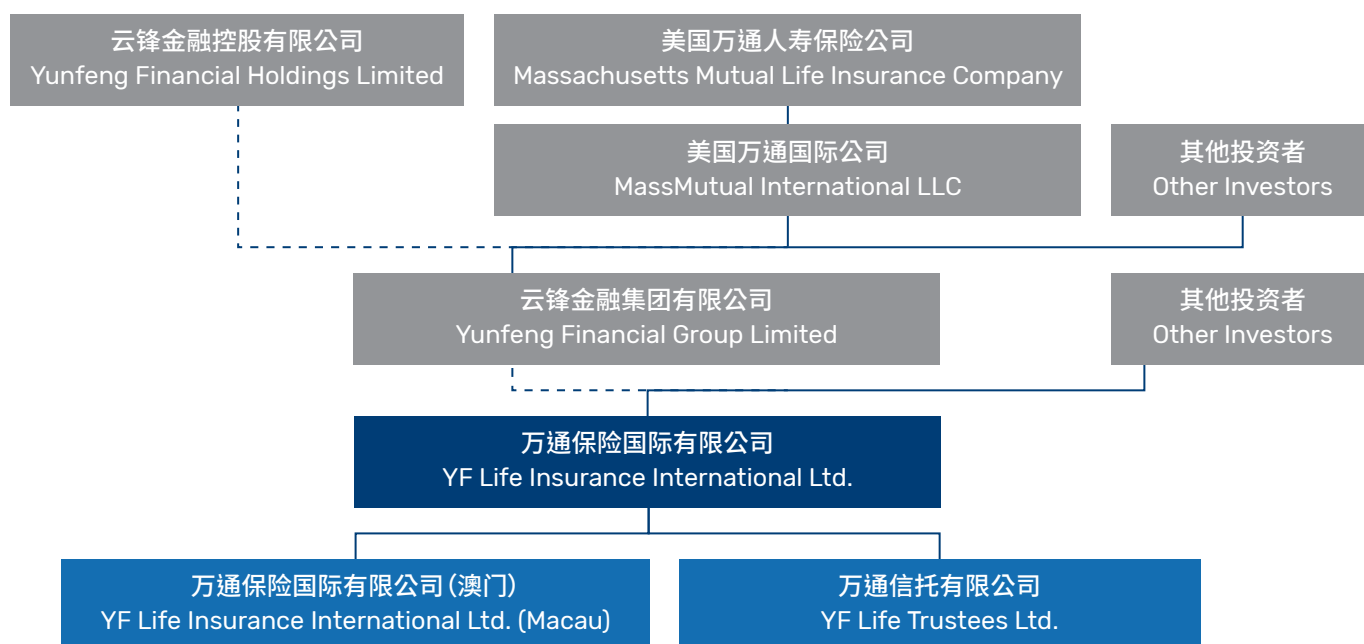 云锋金融控股有限公司
Yunfeng Financial Holdings Limited
美国万通人寿保险公司
Massachusetts Mutual Life Insurance Company
美国万通国际公司
MassMutual International LLC
其他投资者
Other Investors
云锋金融集团有限公司
Yunfeng Financial Group Limited
其他投资者
Other Investors
万通保险国际有限公司
YF Life Insurance International Ltd.
万通保险国际有限公司(澳门)
YF Life Insurance International Ltd. (Macau)
万通信托有限公司
YF Life Trustees Ltd.